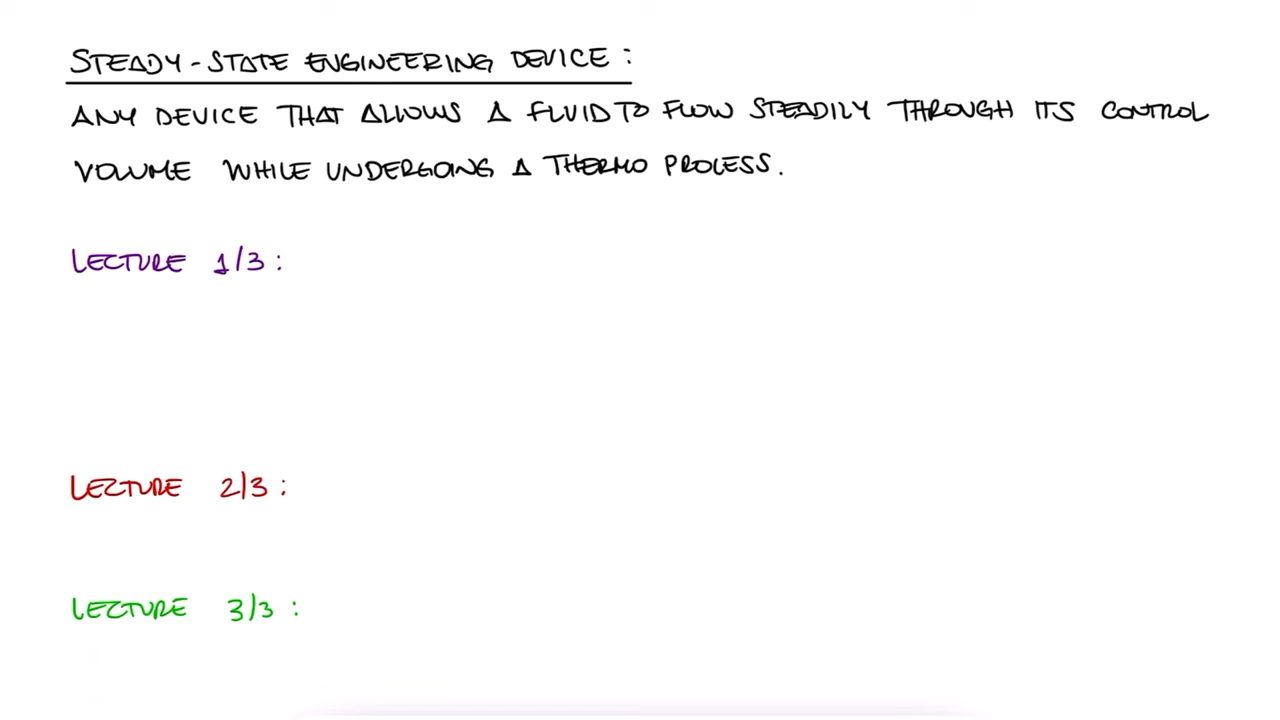 STEADY-STATE ENGINEERING DEVICE:
ANY DEVICE THAT ALLOWS A FLUID TO FLOW STEADILY THROUGH ITS CONTROL
VOLUME WHILE UNDERGOING A THERMO PROCESS.
LECTURE 1/3:
LECTURE 2/3:
LECTURE 3/3: